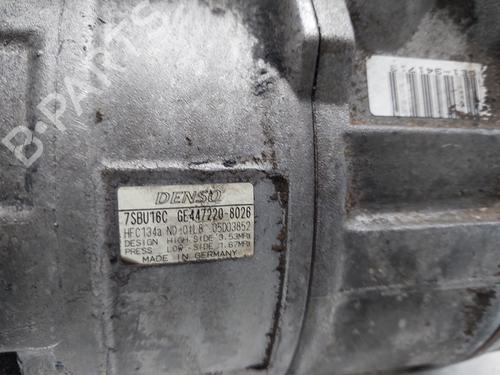 B-PARTS
DENSO
7SBU16C GE447220-8026
HFC134a ND-OIL8 05D03852
DESIGN HIGH-SIDE 3.53MPa
PRESS LOW-SIDE 1.67MPa
MADE IN GERMANY